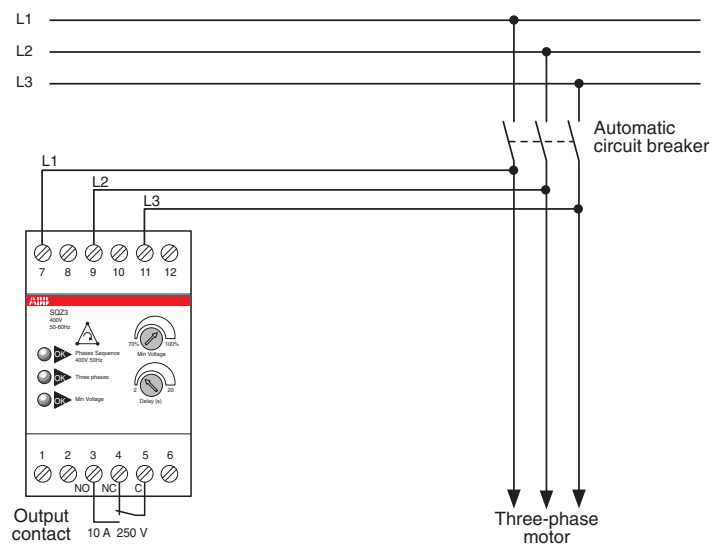 L1
L2
L3
Automatic
circuit breaker
L1
L2
L3
7 8 9 10 11 12
ABB
SQZ3
400V
50-60Hz
70% 100%
Min Voltage
OK Phases Sequence
400V 50Hz
OK Three phases
2 20
Delay (s)
OK Min Voltage
1 2 3 4 5 6
NO NC C
Output
contact
10 A 250 V
Three-phase
motor